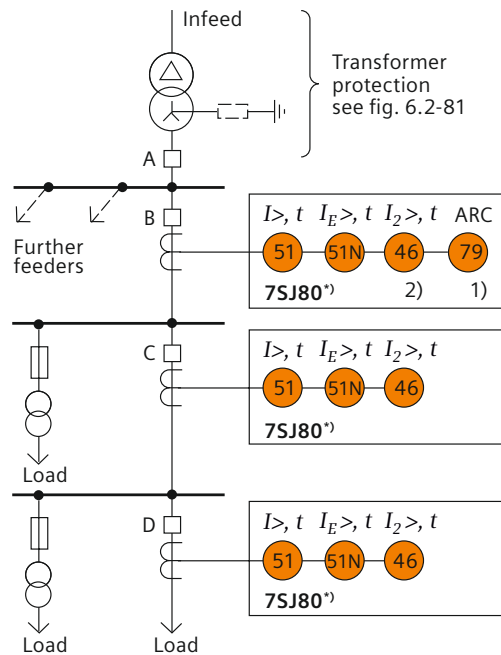 Infeed
Transformer
protection
see fig. 6.2-81
A
B
Further
feeders
I>, t I_E>, t I_2>, t ARC
51 51N 46 79
7SJ80*) 2) 1)
C
I>, t I_E>, t I_2>, t
51 51N 46
7SJ80*)
Load
D
I>, t I_E>, t I_2>, t
51 51N 46
7SJ80*)
Load Load